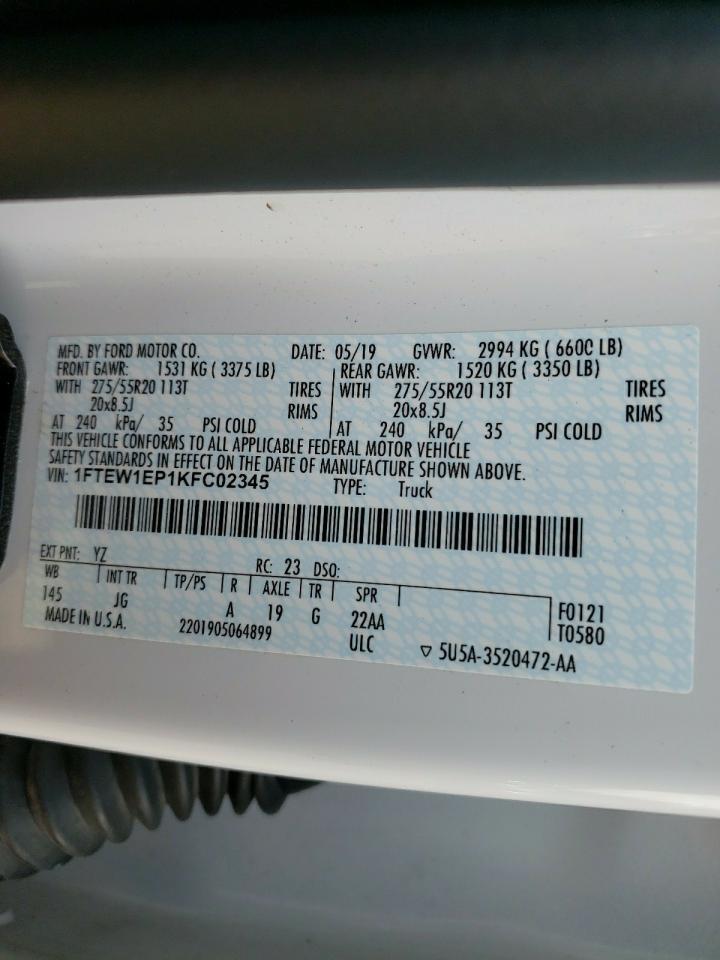 MFD. BY FORD MOTOR CO. DATE: 05/19 GVWR: 2994 KG ( 6600 LB)
FRONT GAWR: 1531 KG ( 3375 LB) REAR GAWR: 1520 KG ( 3350 LB)
WITH 275/55R20 113T TIRES WITH 275/55R20 113T TIRES
20x8.5J RIMS 20x8.5J RIMS
AT 240 kPa/ 35 PSI COLD AT 240 kPa/ 35 PSI COLD
THIS VEHICLE CONFORMS TO ALL APPLICABLE FEDERAL MOTOR VEHICLE
SAFETY STANDARDS IN EFFECT ON THE DATE OF MANUFACTURE SHOWN ABOVE.
VIN: 1FTEW1EP1KFC02345 TYPE: Truck
EXT PNT: YZ RC: 23 DSO:
WB INT TR TP/PS R AXLE TR SPR
145 JG A 19 G 22AA F0121
MADE IN U.S.A. 2201905064899 ULC T0580
▽ 5U5A-3520472-AA